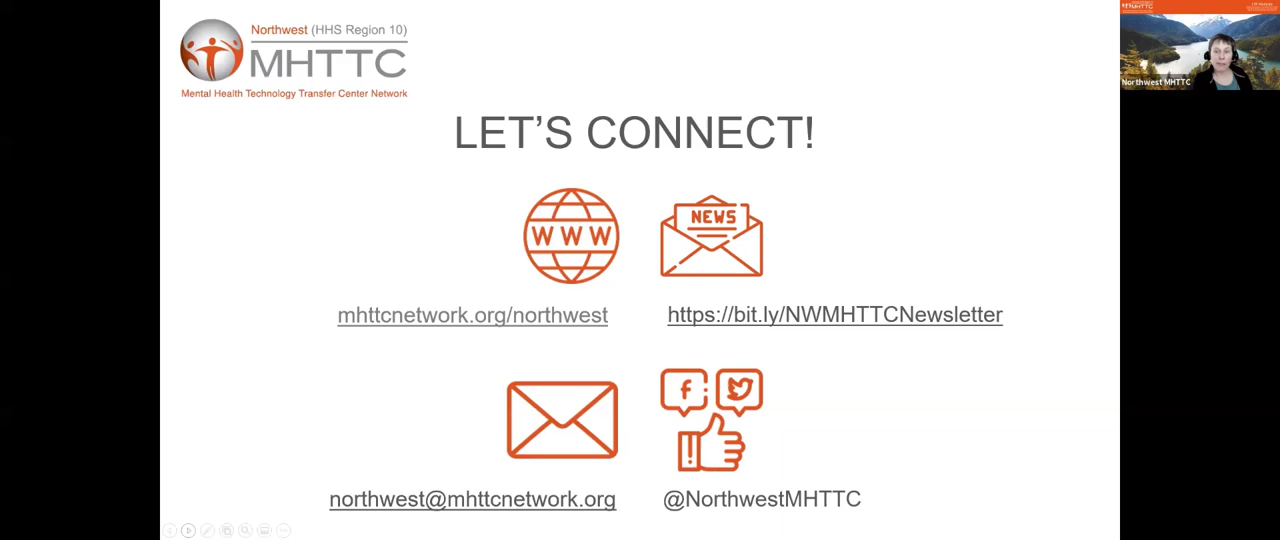 Northwest (HHS Region 10)
MHTTC
Mental Health Technology Transfer Center Network
LET'S CONNECT!
WWW
NEWS
mhttcnetwork.org/northwest
https://bit.ly/NWMHTTCNewsletter
northwest@mhttcnetwork.org
@NorthwestMHTTC
MHTTC
Northwest MHTTC